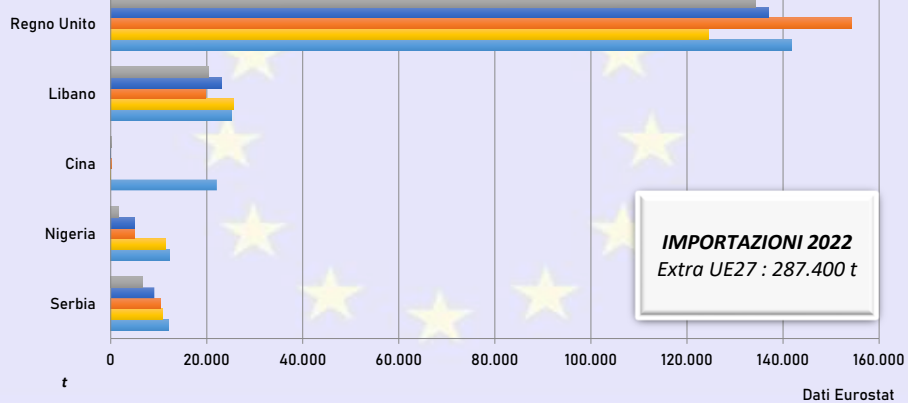 Regno Unito
Libano
Cina
Nigeria
Serbia
IMPORTAZIONI 2022
Extra UE27 : 287.400 t
0 20.000 40.000 60.000 80.000 100.000 120.000 140.000 160.000
t
Dati Eurostat